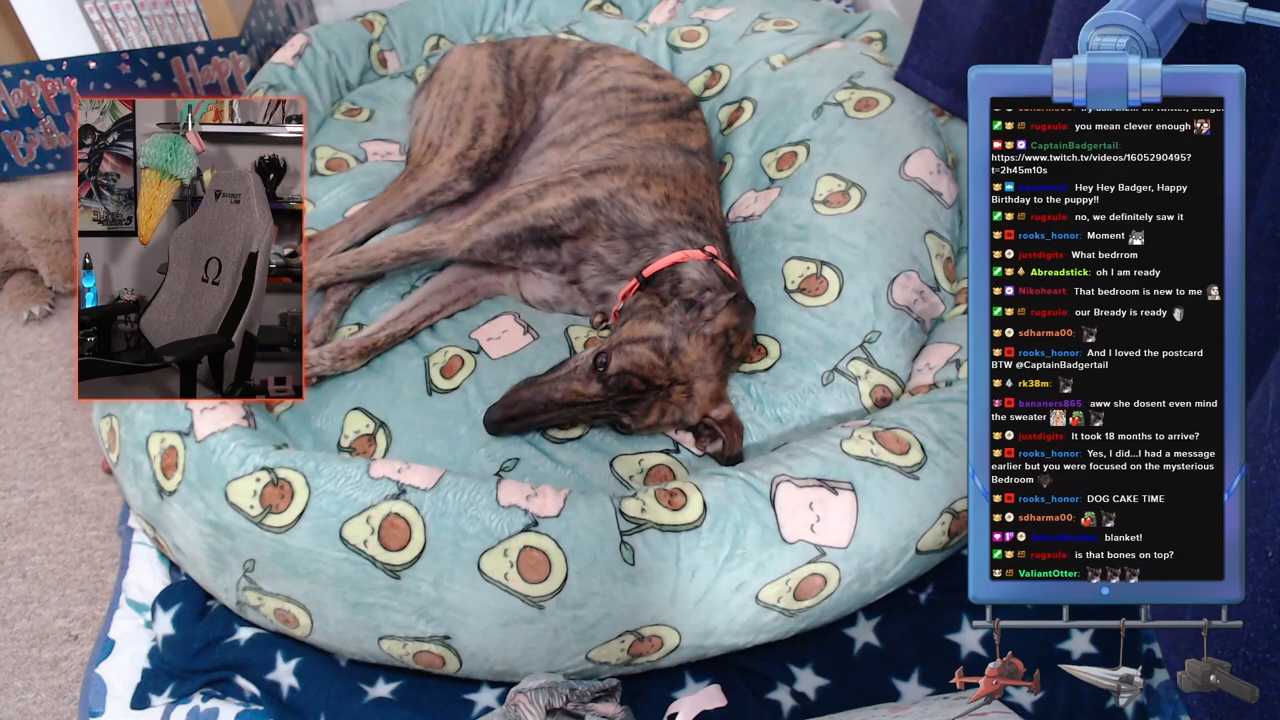 Happy
Birth
Happ
SECRET
LAB
Ω
rugxulo: you mean clever enough
CaptainBadgertail:
https://www.twitch.tv/videos/1605290495?
t=2h45m10s
Hey Hey Badger, Happy
Birthday to the puppy!!
rugxulo: no, we definitely saw it
rooks_honor: Moment
justdigits: What bedrrom
Abreadstick: oh I am ready
Nikoheart: That bedroom is new to me
rugxulo: our Bready is ready
sdharma00:
rooks_honor: And I loved the postcard
BTW @CaptainBadgertail
rk38m:
bananers865: aww she dosent even mind
the sweater
justdigits: It took 18 months to arrive?
rooks_honor: Yes, I did...I had a message
earlier but you were focused on the mysterious
Bedroom
rooks_honor: DOG CAKE TIME
sdharma00:
blanket!
rugxulo: is that bones on top?
ValiantOtter: